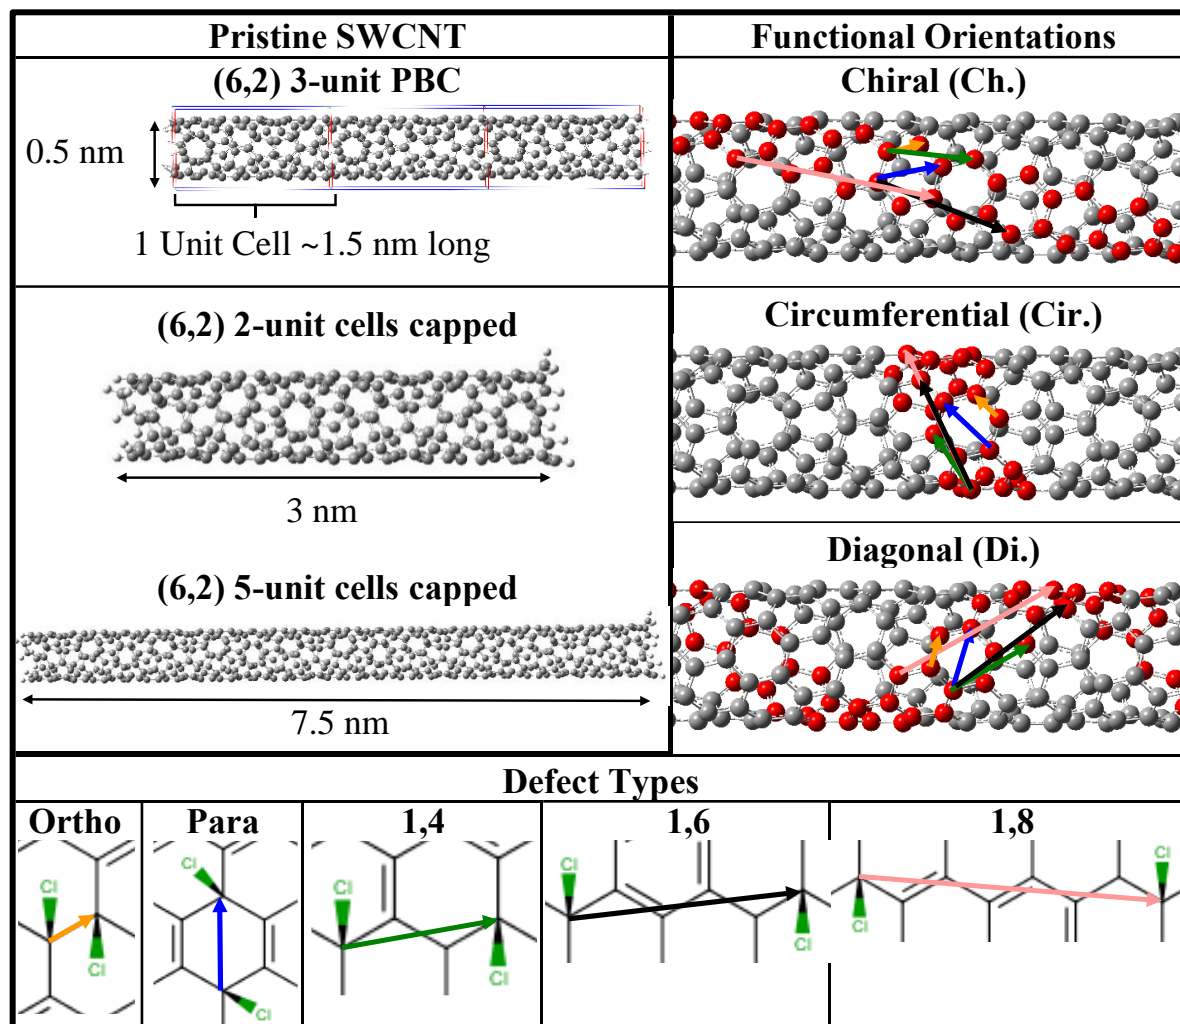 Pristine SWCNT
(6,2) 3-unit PBC
0.5 nm
1 Unit Cell ~1.5 nm long
(6,2) 2-unit cells capped
3 nm
(6,2) 5-unit cells capped
7.5 nm
Functional Orientations
Chiral (Ch.)
Circumferential (Cir.)
Diagonal (Di.)
Defect Types
Ortho
Cl
Cl
Para
Cl
Cl
1,4
Cl
Cl
1,6
Cl
Cl
1,8
Cl
Cl